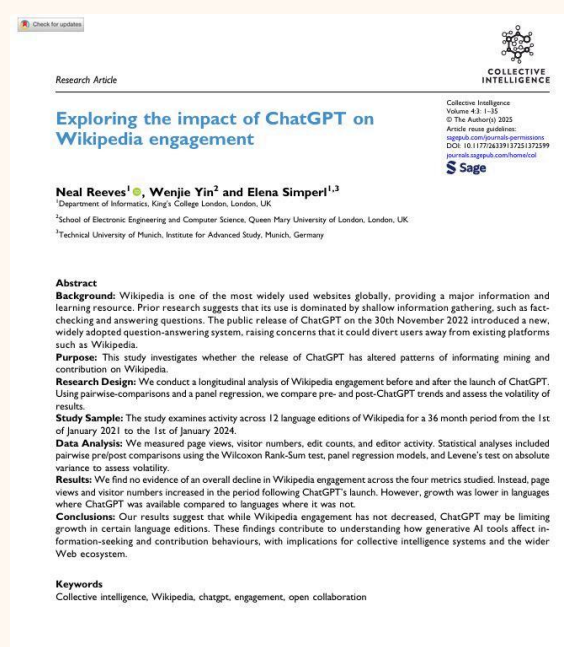 Check for updates
COLLECTIVE
INTELLIGENCE
Research Article
Collective Intelligence
Volume 4:3: 1–35
© The Author(s) 2025
Article reuse guidelines:
sagepub.com/journals-permissions
DOI: 10.1177/26339137251372599
journals.sagepub.com/home/col
Sage
Exploring the impact of ChatGPT on
Wikipedia engagement
Neal Reeves1, Wenjie Yin2 and Elena Simperl1,3
1Department of Informatics, King's College London, London, UK
2School of Electronic Engineering and Computer Science, Queen Mary University of London, London, UK
3Technical University of Munich, Institute for Advanced Study, Munich, Germany
Abstract
Background: Wikipedia is one of the most widely used websites globally, providing a major information and
learning resource. Prior research suggests that its use is dominated by shallow information gathering, such as fact-
checking and answering questions. The public release of ChatGPT on the 30th November 2022 introduced a new,
widely adopted question-answering system, raising concerns that it could divert users away from existing platforms
such as Wikipedia.
Purpose: This study investigates whether the release of ChatGPT has altered patterns of informating mining and
contribution on Wikipedia.
Research Design: We conduct a longitudinal analysis of Wikipedia engagement before and after the launch of ChatGPT.
Using pairwise-comparisons and a panel regression, we compare pre- and post-ChatGPT trends and assess the volatility of
results.
Study Sample: The study examines activity across 12 language editions of Wikipedia for a 36 month period from the 1st
of January 2021 to the 1st of January 2024.
Data Analysis: We measured page views, visitor numbers, edit counts, and editor activity. Statistical analyses included
pairwise pre/post comparisons using the Wilcoxon Rank-Sum test, panel regression models, and Levene's test on absolute
variance to assess volatility.
Results: We find no evidence of an overall decline in Wikipedia engagement across the four metrics studied. Instead, page
views and visitor numbers increased in the period following ChatGPT's launch. However, growth was lower in languages
where ChatGPT was available compared to languages where it was not.
Conclusions: Our results suggest that while Wikipedia engagement has not decreased, ChatGPT may be limiting
growth in certain language editions. These findings contribute to understanding how generative AI tools affect in-
formation-seeking and contribution behaviours, with implications for collective intelligence systems and the wider
Web ecosystem.
Keywords
Collective intelligence, Wikipedia, chatgpt, engagement, open collaboration